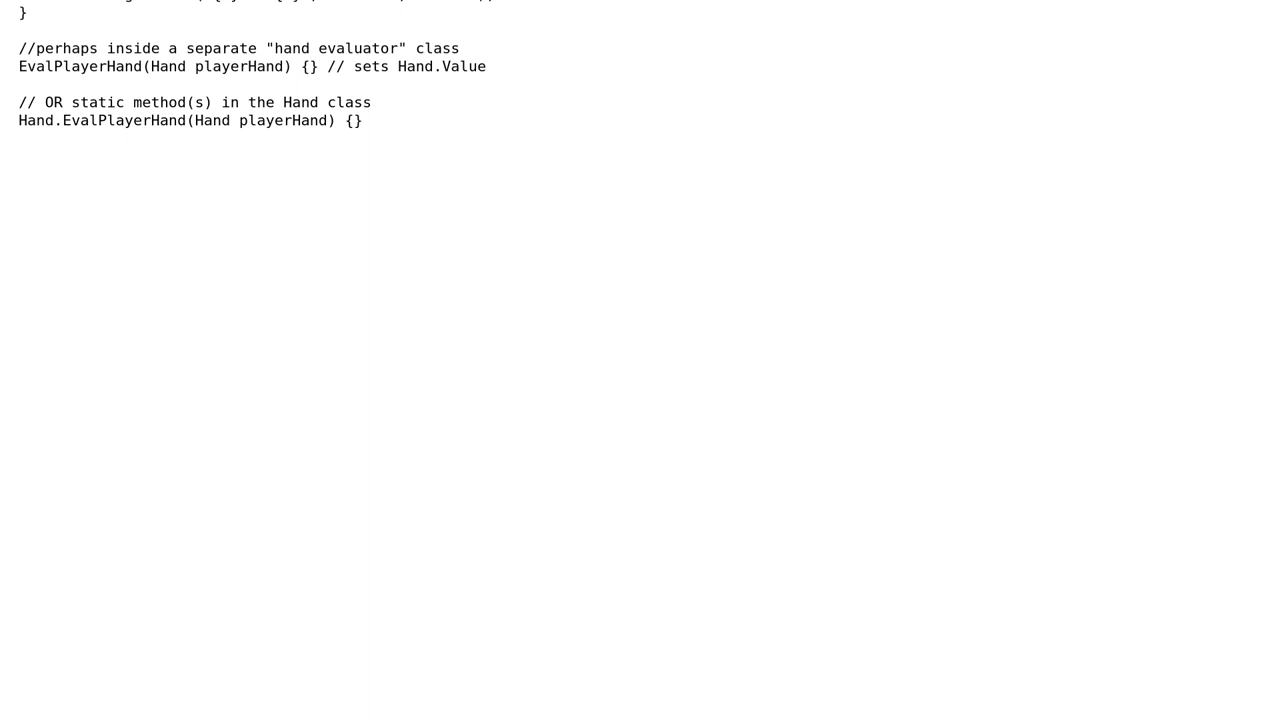 }
//perhaps inside a separate "hand evaluator" class
EvalPlayerHand(Hand playerHand) {} // sets Hand.Value
// OR static method(s) in the Hand class
Hand.EvalPlayerHand(Hand playerHand) {}